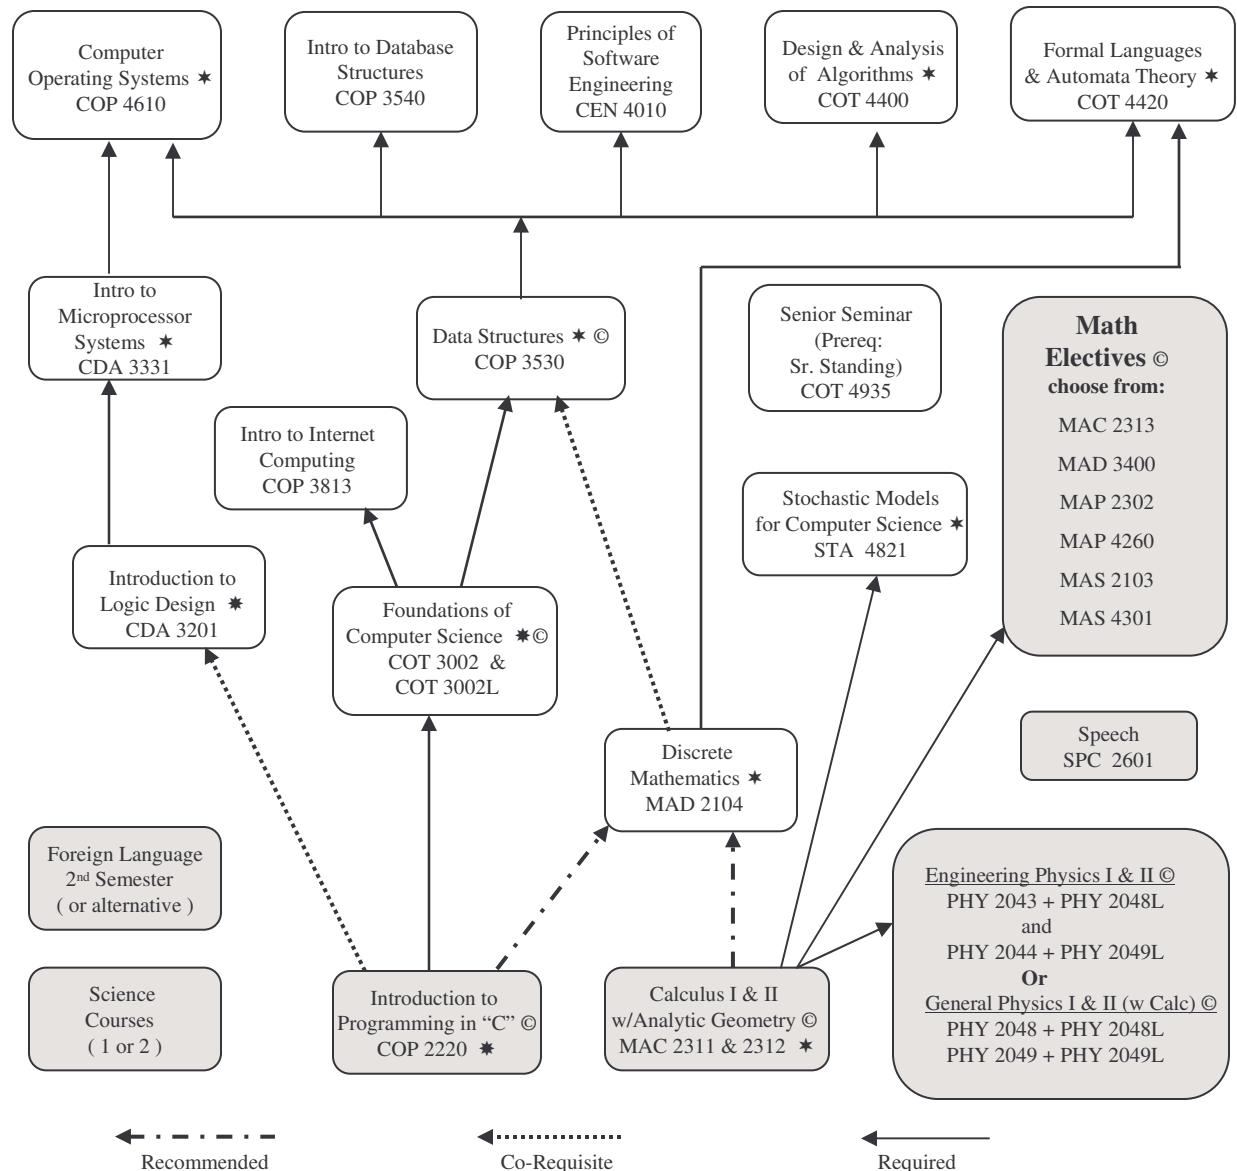 Computer
Operating Systems ✶
COP 4610
Intro to Database
Structures
COP 3540
Principles of
Software
Engineering
CEN 4010
Design & Analysis
of Algorithms ✶
COT 4400
Formal Languages
& Automata Theory ✶
COT 4420
Intro to
Microprocessor
Systems ✶
CDA 3331
Data Structures ✶ ©
COP 3530
Senior Seminar
(Prereq:
Sr. Standing)
COT 4935
Math
Electives ©
choose from:
MAC 2313
MAD 3400
MAP 2302
MAP 4260
MAS 2103
MAS 4301
Intro to Internet
Computing
COP 3813
Stochastic Models
for Computer Science ✶
STA 4821
Introduction to
Logic Design ✷
CDA 3201
Foundations of
Computer Science ✷©
COT 3002 &
COT 3002L
Discrete
Mathematics ✶
MAD 2104
Speech
SPC 2601
Foreign Language
2nd Semester
( or alternative )
Engineering Physics I & II ©
PHY 2043 + PHY 2048L
and
PHY 2044 + PHY 2049L
Or
General Physics I & II (w Calc) ©
PHY 2048 + PHY 2048L
PHY 2049 + PHY 2049L
Science
Courses
( 1 or 2 )
Introduction to
Programming in “C” ©
COP 2220 ✷
Calculus I & II
w/Analytic Geometry ©
MAC 2311 & 2312 ✶
Recommended
Co-Requisite
Required